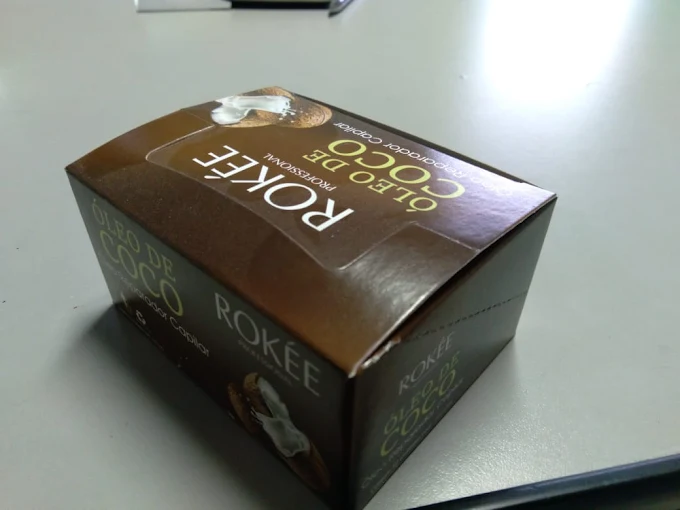 ROKÉE
PROFESSIONAL
ÓLEO DE
COCO
Reparador Capilar
ÓLEO DE
COCO
Reparador Capilar
ROKÉE
ROKÉE
ÓLEO DE
COCO